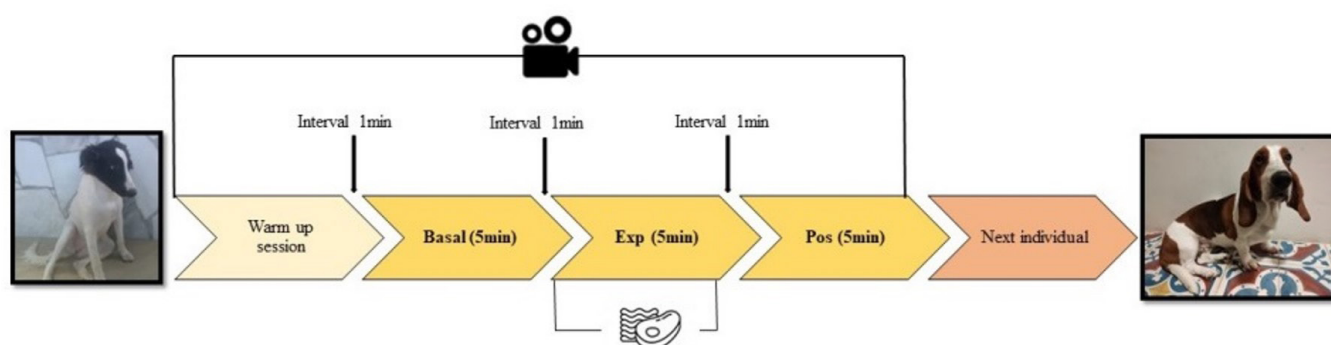 Interval 1min
Interval 1min
Interval 1min
Warm up
session
Basal (5min)
Exp (5min)
Pos (5min)
Next individual